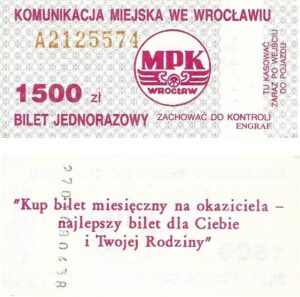 KOMUNIKACJA MIEJSKA WE WROCŁAWIU
A2125574
MPK
WROCŁAW
1500 zł
BILET JEDNORAZOWY
ZACHOWAĆ DO KONTROLI
ENGRAF
TU KASOWAĆ
ZARAZ PO WEJŚCIU
DO POJAZDU
"Kup bilet miesięczny na okaziciela –
najlepszy bilet dla Ciebie
i Twojej Rodziny"